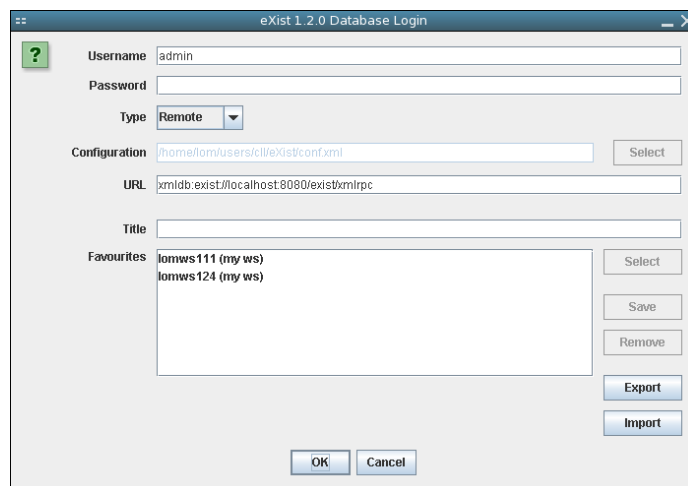 eXist 1.2.0 Database Login
?
Username admin
Password
Type Remote
Configuration /home/lom/users/cll/eXist/conf.xml Select
URL xmldb:exist://localhost:8080/exist/xmlrpc
Title
Favourites lomws111 (my ws) Select
lomws124 (my ws)
Save
Remove
Export
Import
OK Cancel